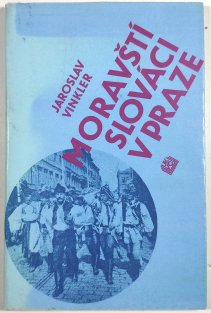 JAROSLAV
VINKLER
MORAVŠTÍ
SLOVÁCI
V PRAZE